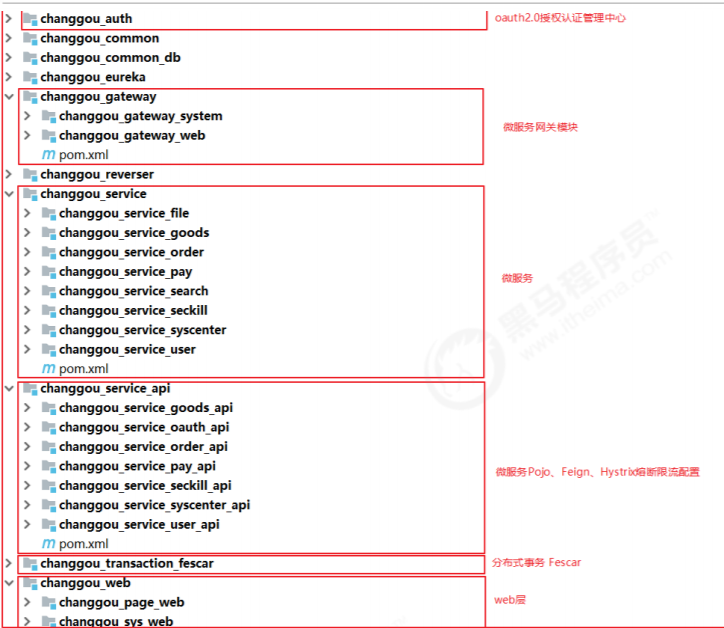 changgou_auth
oauth2.0授权认证管理中心
changgou_common
changgou_common_db
changgou_eureka
changgou_gateway
changgou_gateway_system
微服务网关模块
changgou_gateway_web
pom.xml
changgou_reverser
changgou_service
changgou_service_file
changgou_service_goods
changgou_service_order
changgou_service_pay
微服务
changgou_service_search
changgou_service_seckill
changgou_service_syscenter
changgou_service_user
pom.xml
黑马程序员
www.itheima.com
changgou_service_api
changgou_service_goods_api
changgou_service_oauth_api
changgou_service_order_api
changgou_service_pay_api
微服务Pojo、Feign、Hystrix熔断限流配置
changgou_service_seckill_api
changgou_service_syscenter_api
changgou_service_user_api
pom.xml
changgou_transaction_fescar
分布式事务 Fescar
changgou_web
web层
changgou_page_web
changgou_sys_web